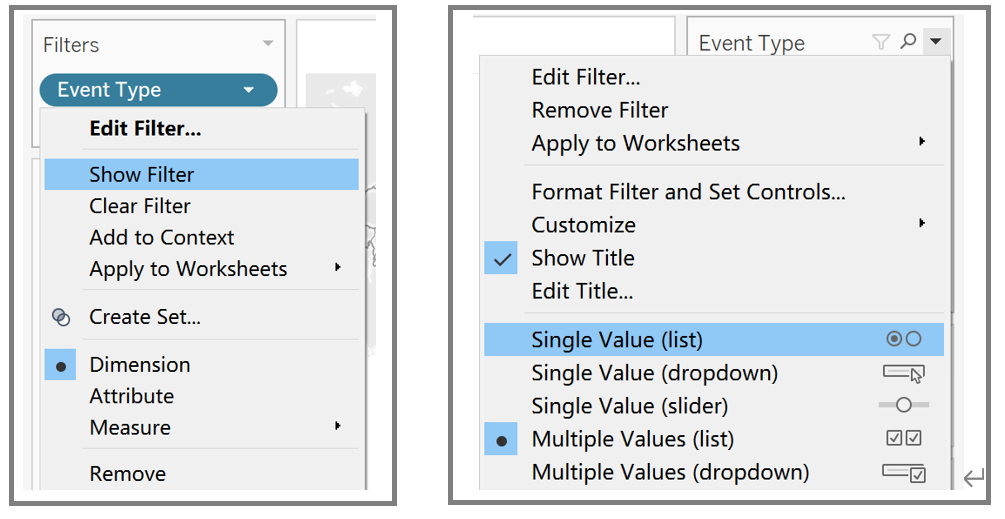 Filters
Event Type
Edit Filter...
Show Filter
Clear Filter
Add to Context
Apply to Worksheets
Create Set...
Dimension
Attribute
Measure
Remove
Event Type
Edit Filter...
Remove Filter
Apply to Worksheets
Format Filter and Set Controls...
Customize
Show Title
Edit Title...
Single Value (list)
Single Value (dropdown)
Single Value (slider)
Multiple Values (list)
Multiple Values (dropdown)